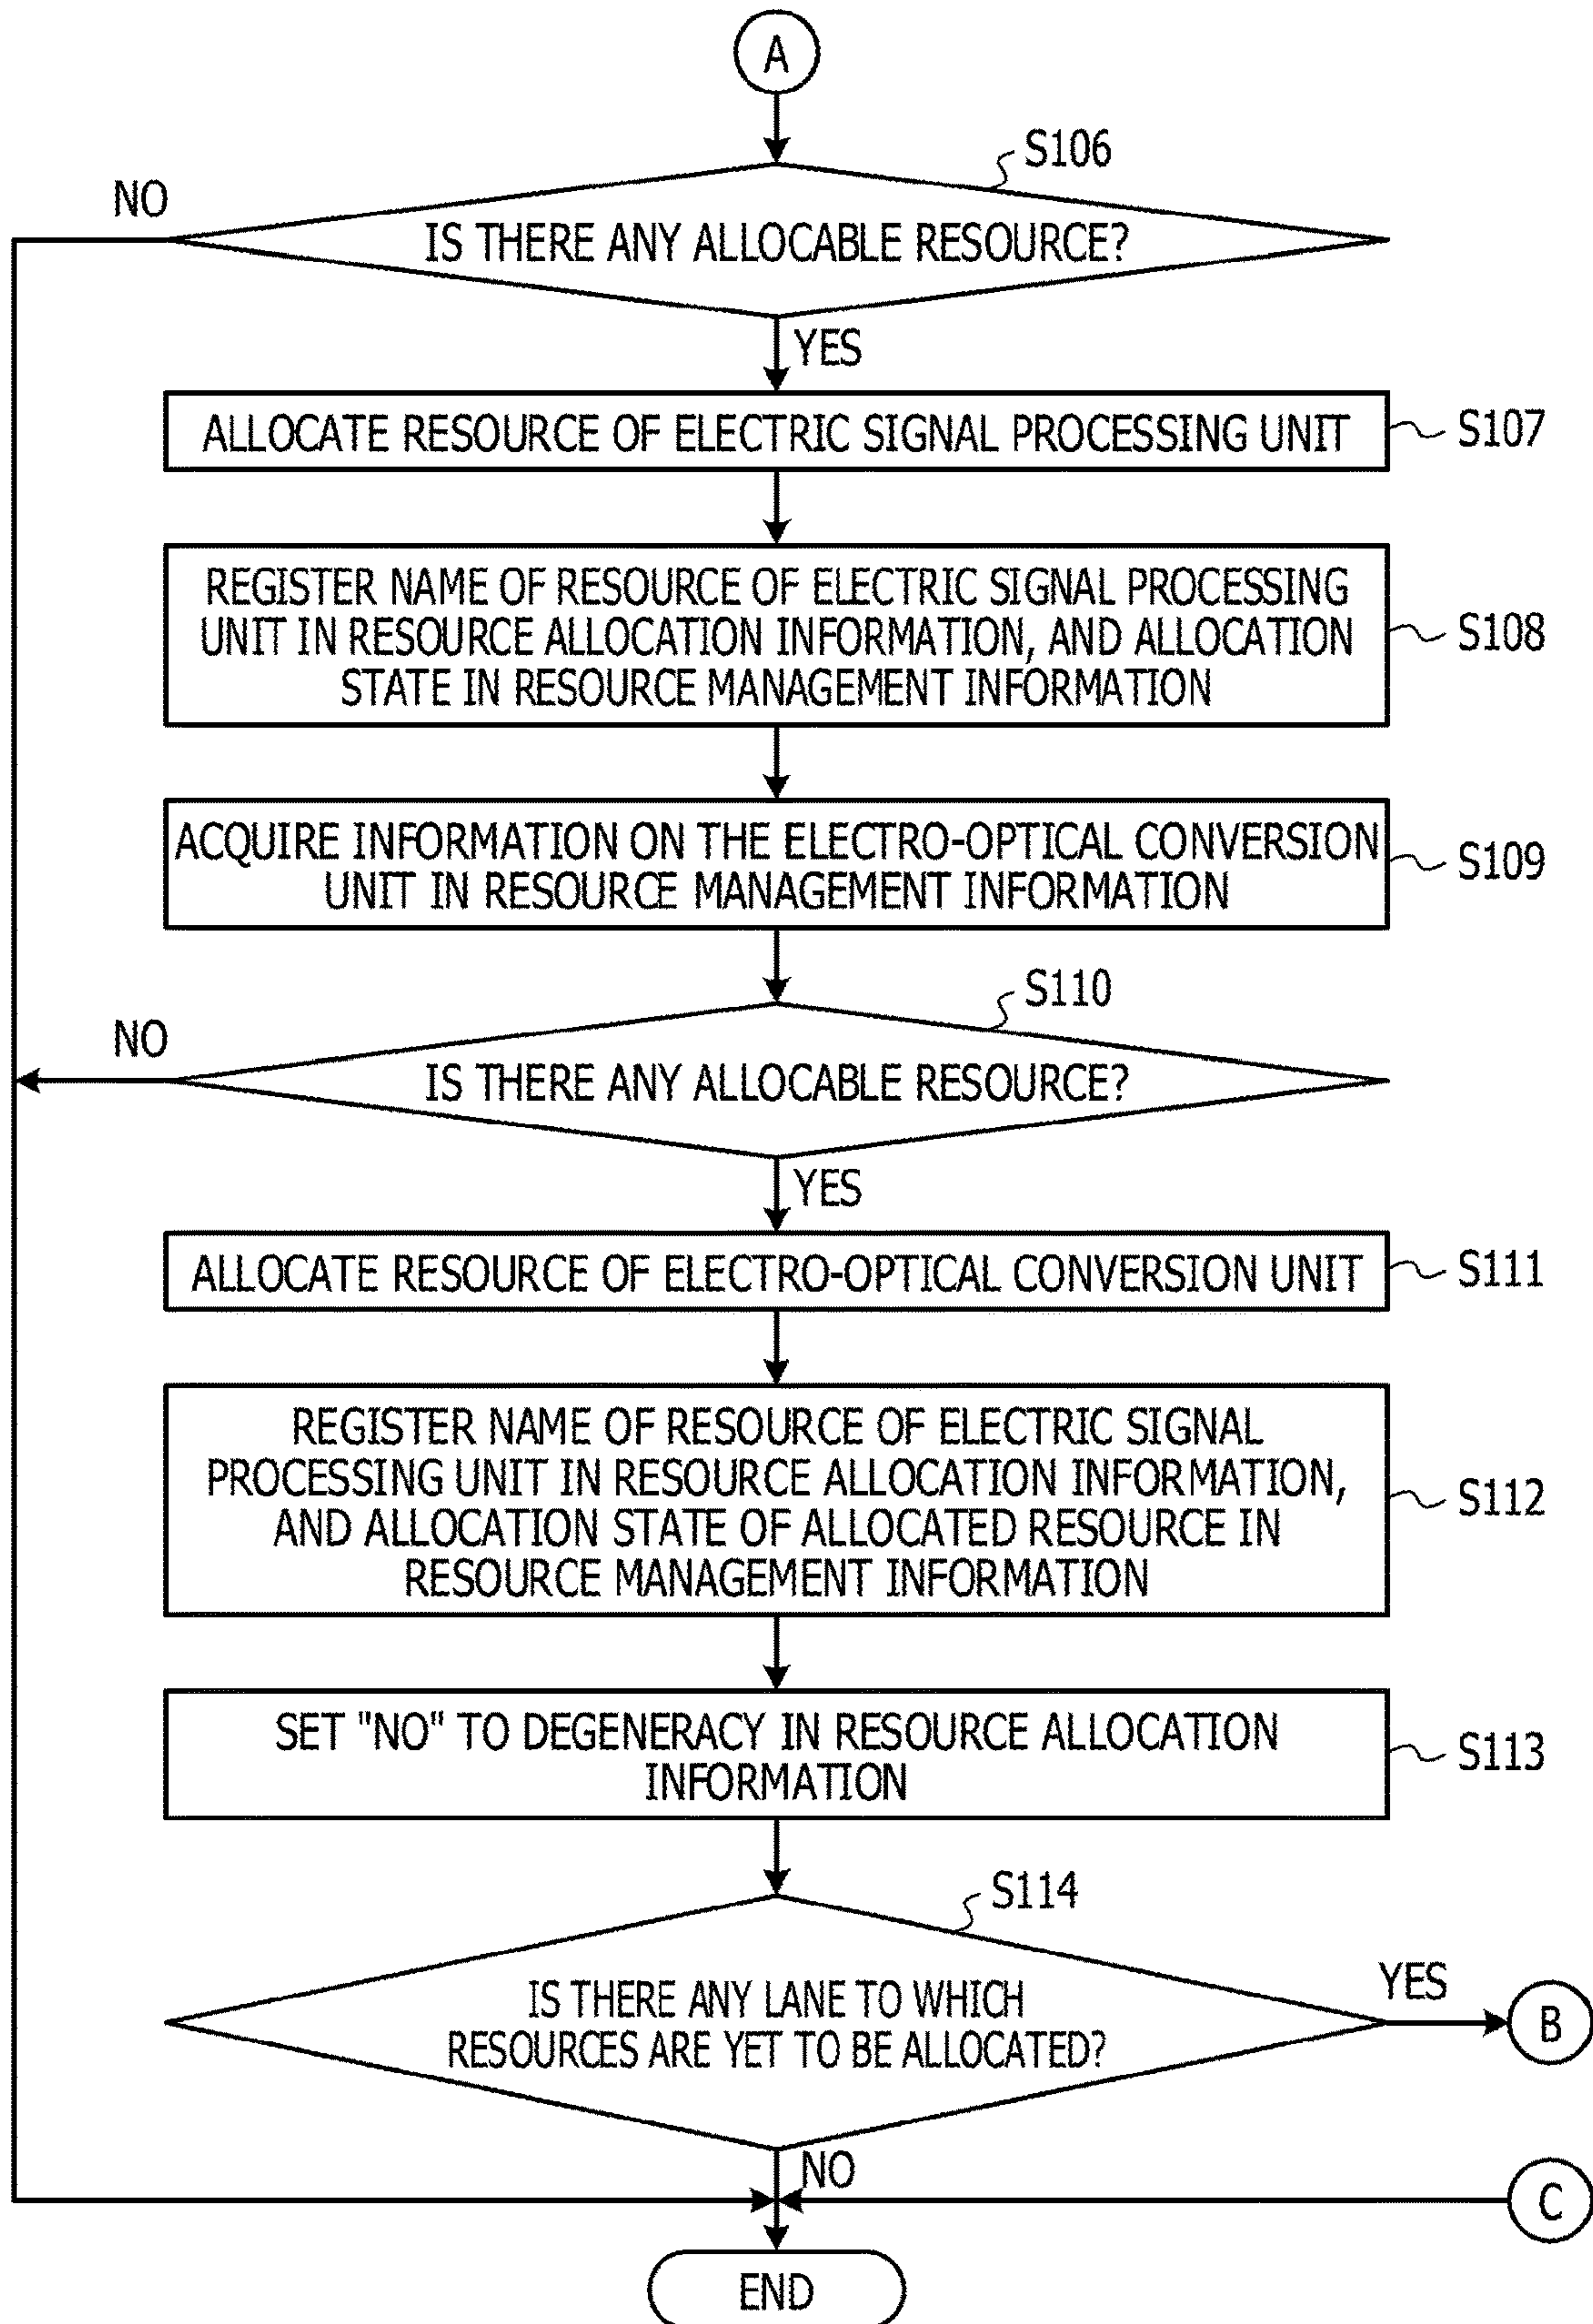 A
S106
NO
IS THERE ANY ALLOCABLE RESOURCE?
YES
ALLOCATE RESOURCE OF ELECTRIC SIGNAL PROCESSING UNIT
S107
REGISTER NAME OF RESOURCE OF ELECTRIC SIGNAL PROCESSING
UNIT IN RESOURCE ALLOCATION INFORMATION, AND ALLOCATION
STATE IN RESOURCE MANAGEMENT INFORMATION
S108
ACQUIRE INFORMATION ON THE ELECTRO-OPTICAL CONVERSION
UNIT IN RESOURCE MANAGEMENT INFORMATION
S109
S110
NO
IS THERE ANY ALLOCABLE RESOURCE?
YES
ALLOCATE RESOURCE OF ELECTRO-OPTICAL CONVERSION UNIT
S111
REGISTER NAME OF RESOURCE OF ELECTRIC SIGNAL
PROCESSING UNIT IN RESOURCE ALLOCATION INFORMATION,
AND ALLOCATION STATE OF ALLOCATED RESOURCE IN
RESOURCE MANAGEMENT INFORMATION
S112
SET "NO" TO DEGENERACY IN RESOURCE ALLOCATION
INFORMATION
S113
S114
IS THERE ANY LANE TO WHICH
RESOURCES ARE YET TO BE ALLOCATED?
YES
B
NO
C
END